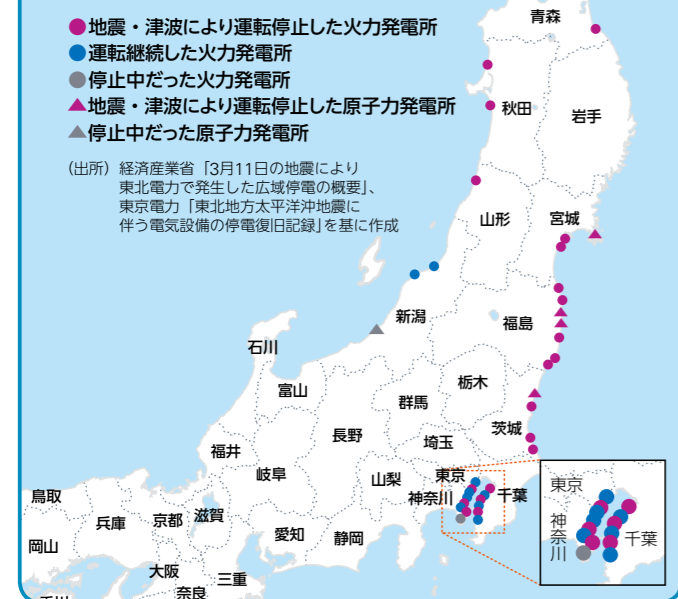 青森
地震・津波により運転停止した火力発電所
運転継続した火力発電所
停止中だった火力発電所
地震・津波により運転停止した原子力発電所
停止中だった原子力発電所
(出所) 経済産業省「3月11日の地震により
東北電力で発生した広域停電の概要」、
東京電力「東北地方太平洋沖地震に
伴う電気設備の停電復旧記録」を基に作成
秋田
岩手
山形
宮城
新潟
福島
石川
富山
栃木
群馬
長野
茨城
埼玉
福井
岐阜
山梨
東京
神奈川
千葉
鳥取
兵庫
京都
滋賀
愛知
静岡
岡山
大阪
三重
奈良
東京
神奈川
千葉